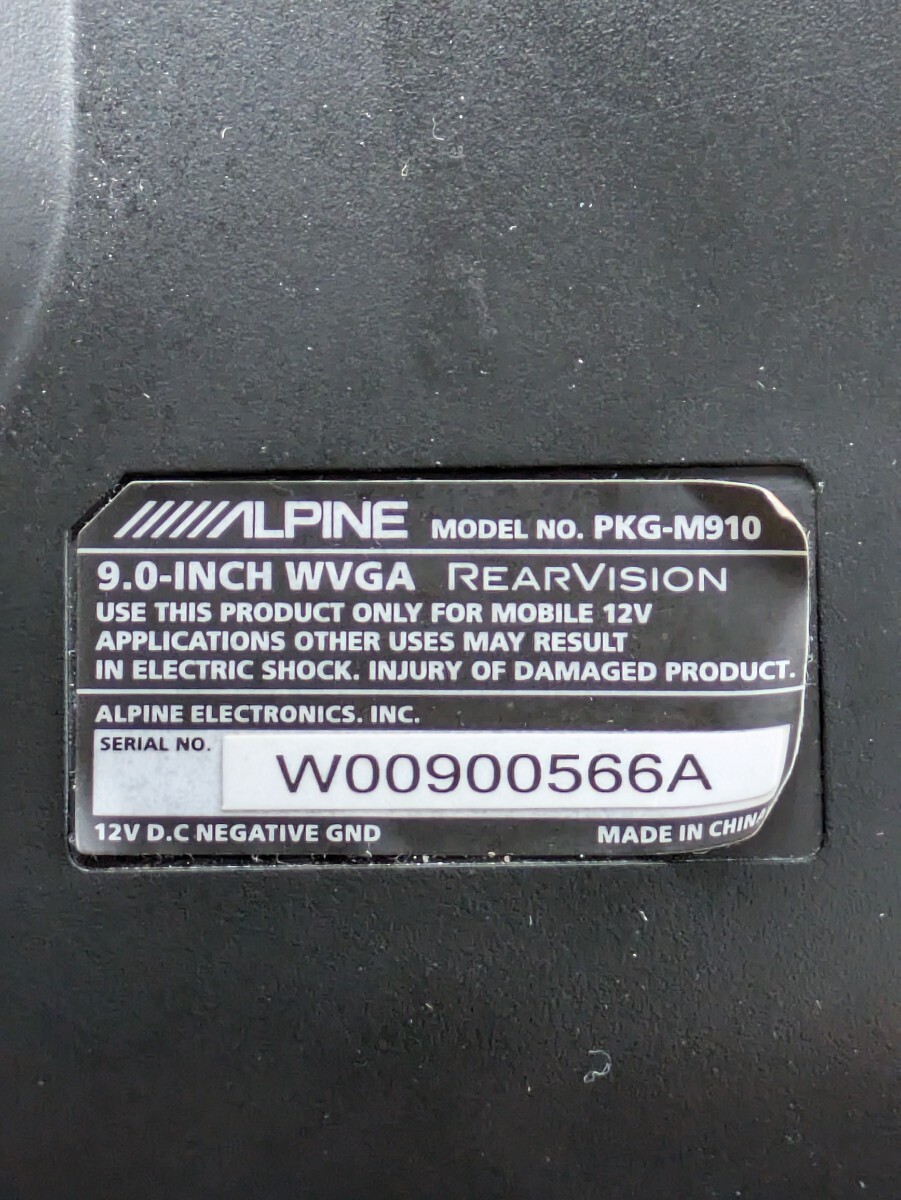 ALPINE MODEL NO. PKG-M910
9.0-INCH WVGA REARVISION
USE THIS PRODUCT ONLY FOR MOBILE 12V
APPLICATIONS OTHER USES MAY RESULT
IN ELECTRIC SHOCK. INJURY OF DAMAGED PRODUCT.
ALPINE ELECTRONICS. INC.
SERIAL NO. W00900566A
12V D.C NEGATIVE GND MADE IN CHINA